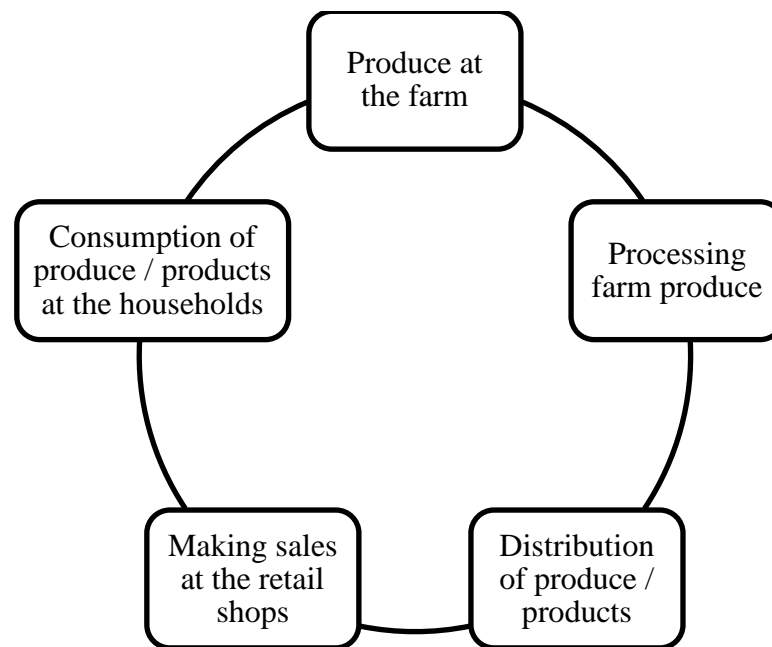 Produce at
the farm
Processing
farm produce
Distribution
of produce /
products
Making sales
at the retail
shops
Consumption of
produce / products
at the households